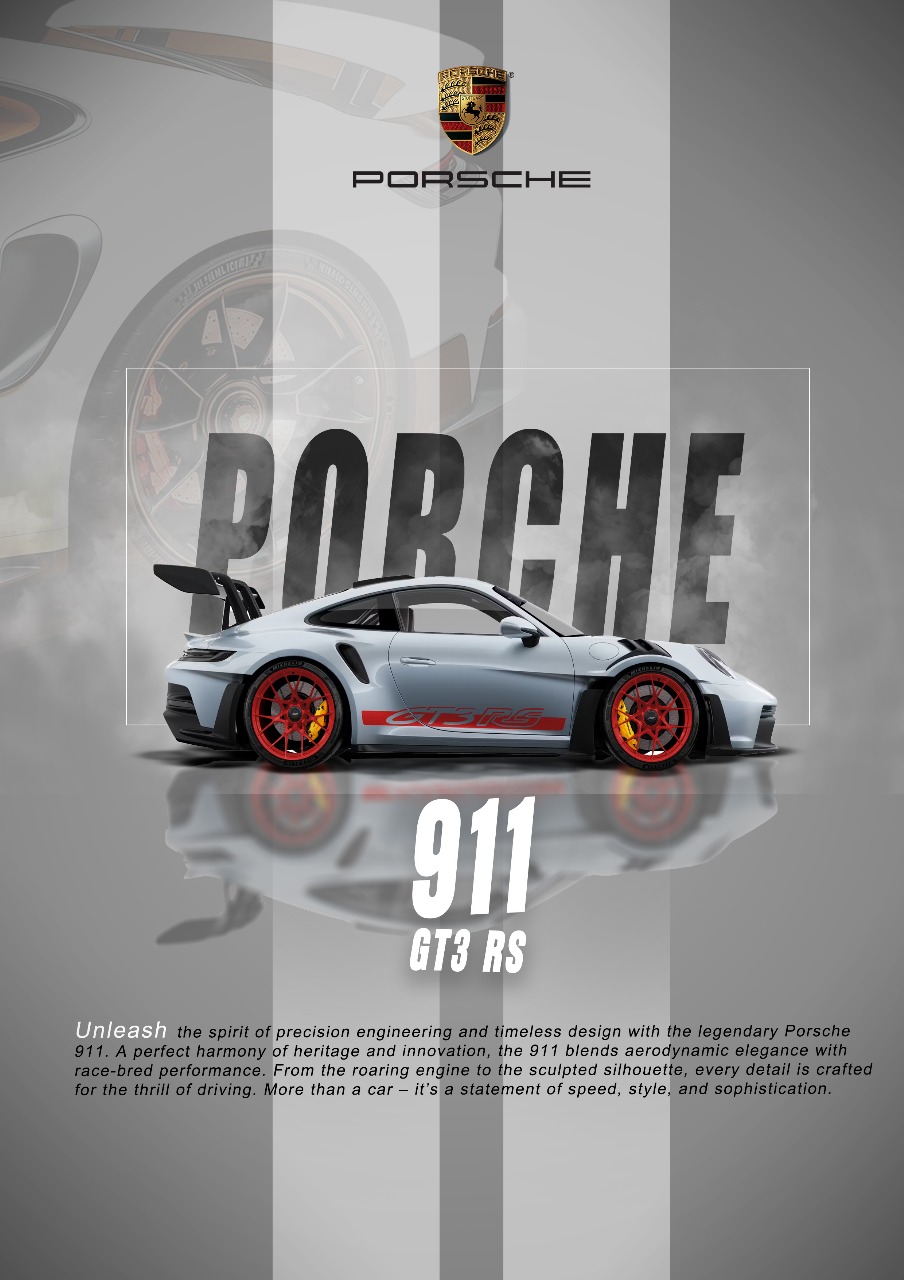 PORSCHE
PORSCHE
PORCHE
GT3 RS
911
GT3 RS
Unleash the spirit of precision engineering and timeless design with the legendary Porsche
911. A perfect harmony of heritage and innovation, the 911 blends aerodynamic elegance with
race-bred performance. From the roaring engine to the sculpted silhouette, every detail is crafted
for the thrill of driving. More than a car – it's a statement of speed, style, and sophistication.